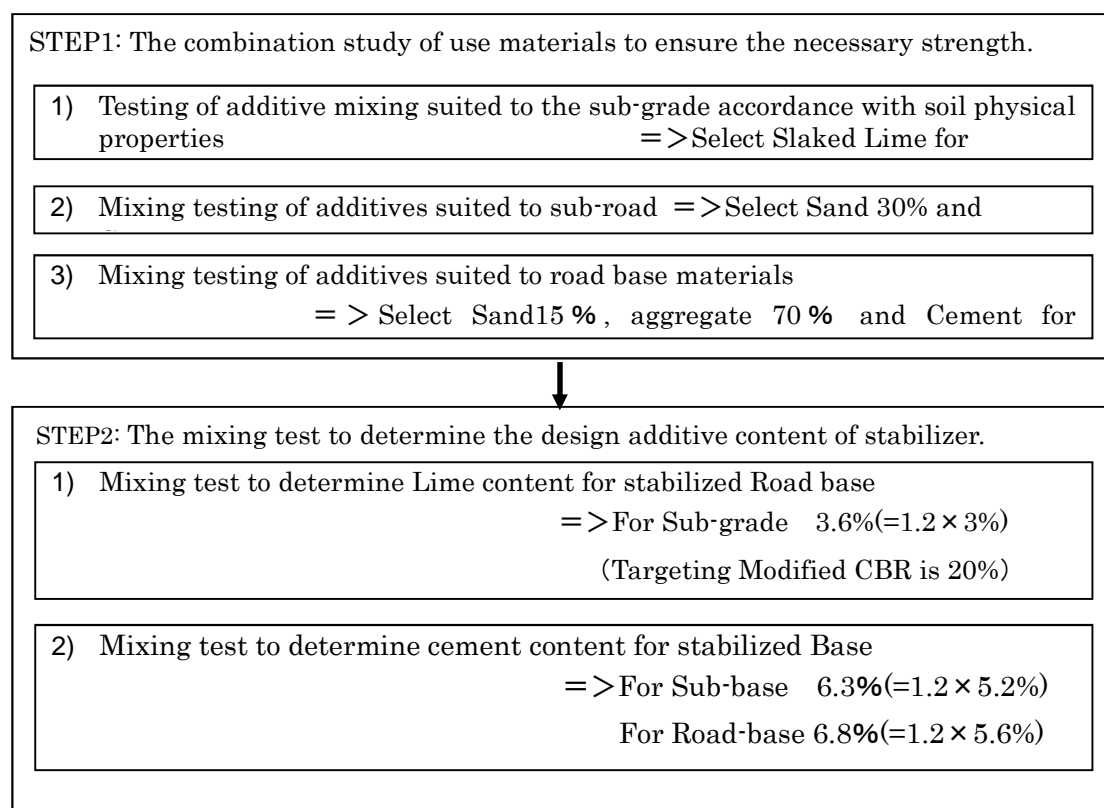 STEP1: The combination study of use materials to ensure the necessary strength.
1) Testing of additive mixing suited to the sub-grade accordance with soil physical
properties =>Select Slaked Lime for
2) Mixing testing of additives suited to sub-road =>Select Sand 30% and
3) Mixing testing of additives suited to road base materials
=> Select Sand15%, aggregate 70% and Cement for
STEP2: The mixing test to determine the design additive content of stabilizer.
1) Mixing test to determine Lime content for stabilized Road base
=>For Sub-grade 3.6%(=1.2×3%)
(Targeting Modified CBR is 20%)
2) Mixing test to determine cement content for stabilized Base
=>For Sub-base 6.3%(=1.2×5.2%)
For Road-base 6.8%(=1.2×5.6%)